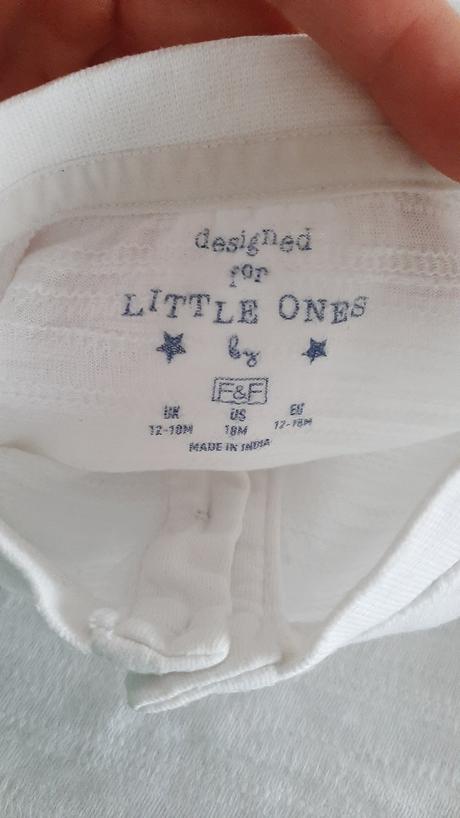 designed
for
LITTLE ONES
by
F&F
UK US EU
12-18M 18M 12-18M
MADE IN INDIA